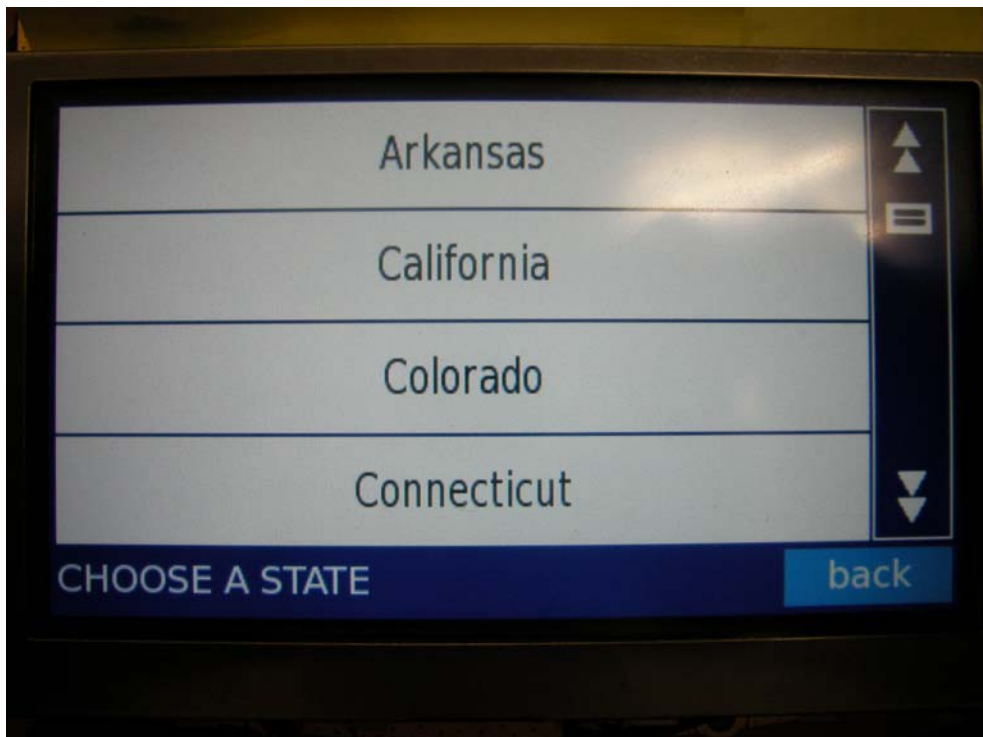 Arkansas
California
Colorado
Connecticut
CHOOSE A STATE
back